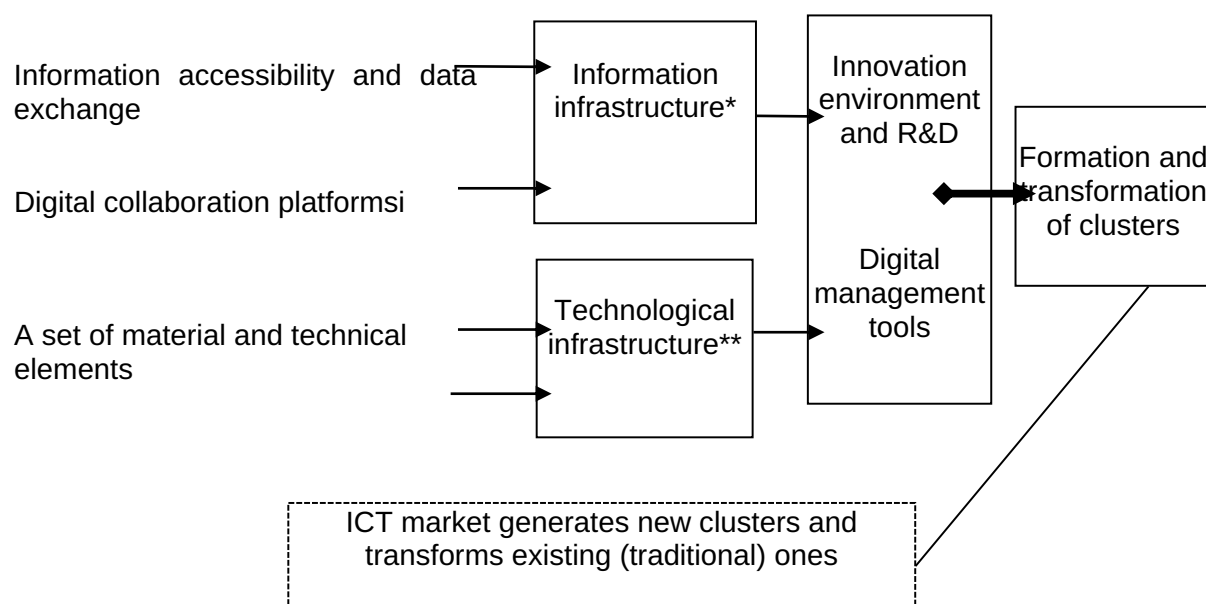 Information accessibility and data
exchange
Digital collaboration platformsi
A set of material and technical
elements
Information
infrastructure*
Technological
infrastructure**
Innovation
environment
and R&D
Digital
management
tools
Formation and
transformation
of clusters
ICT market generates new clusters and
transforms existing (traditional) ones